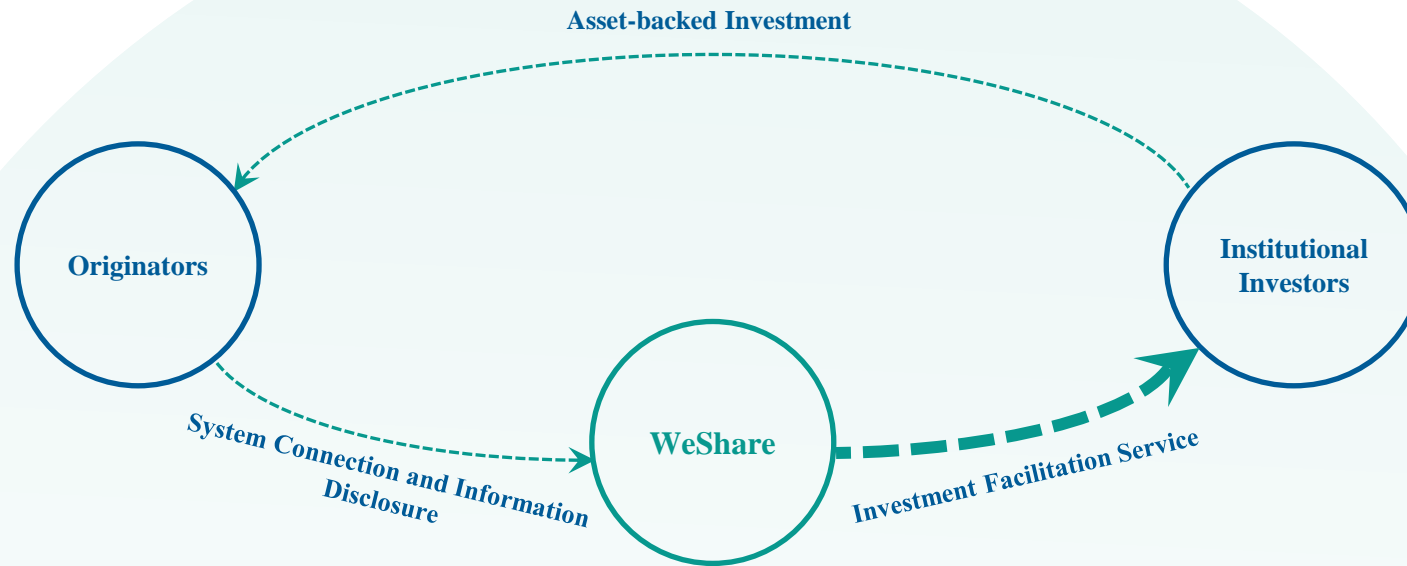 Asset-backed Investment
Originators
Institutional
Investors
WeShare
System Connection and Information
Disclosure
Investment Facilitation Service